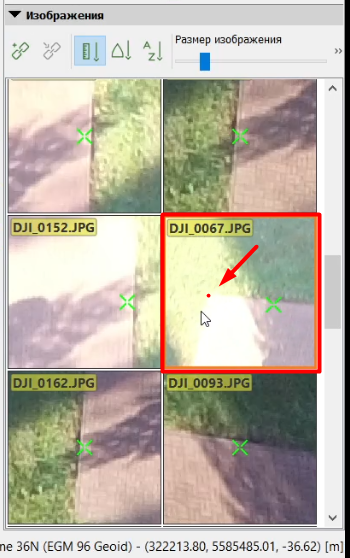 Изображения
Размер изображения
»
DJI_0152.JPG
DJI_0067.JPG
DJI_0162.JPG
DJI_0093.JPG
ne 36N (EGM 96 Geoid) - (322213.80, 5585485.01, -36.62) [m]